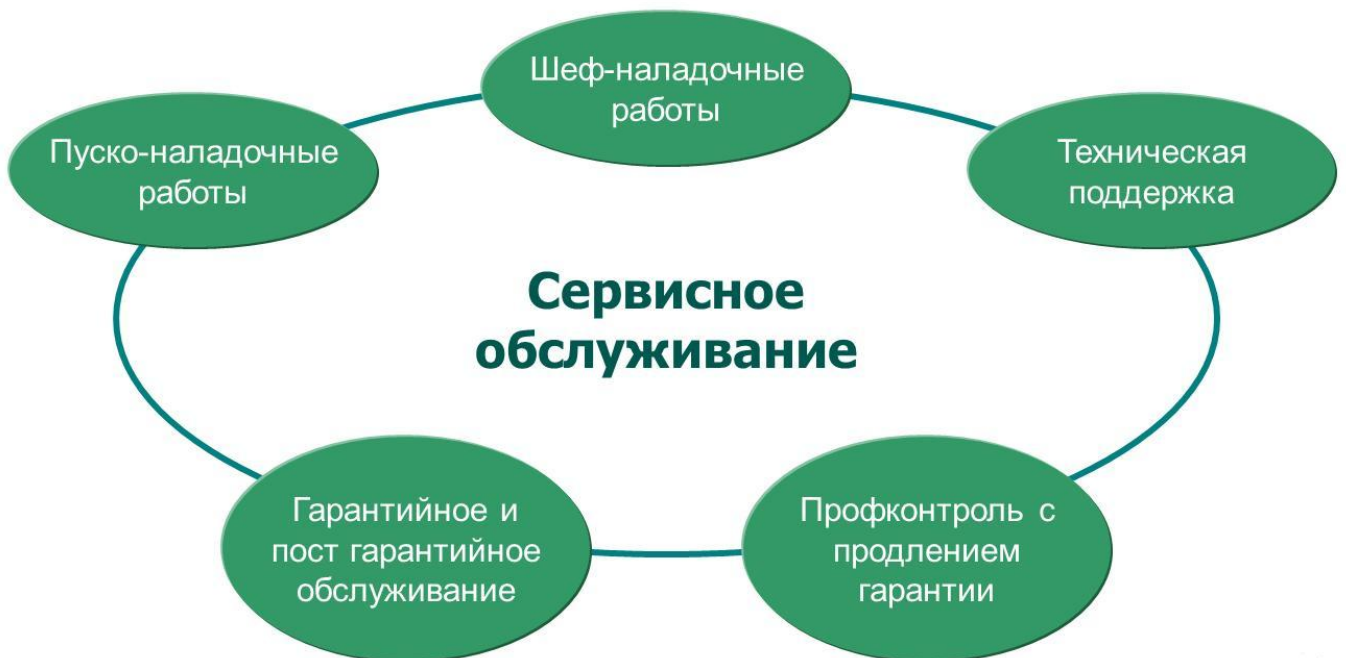 Шеф-наладочные
работы
Пуско-наладочные
работы
Техническая
поддержка
Сервисное
обслуживание
Гарантийное и
пост гарантийное
обслуживание
Профконтроль с
продлением
гарантии